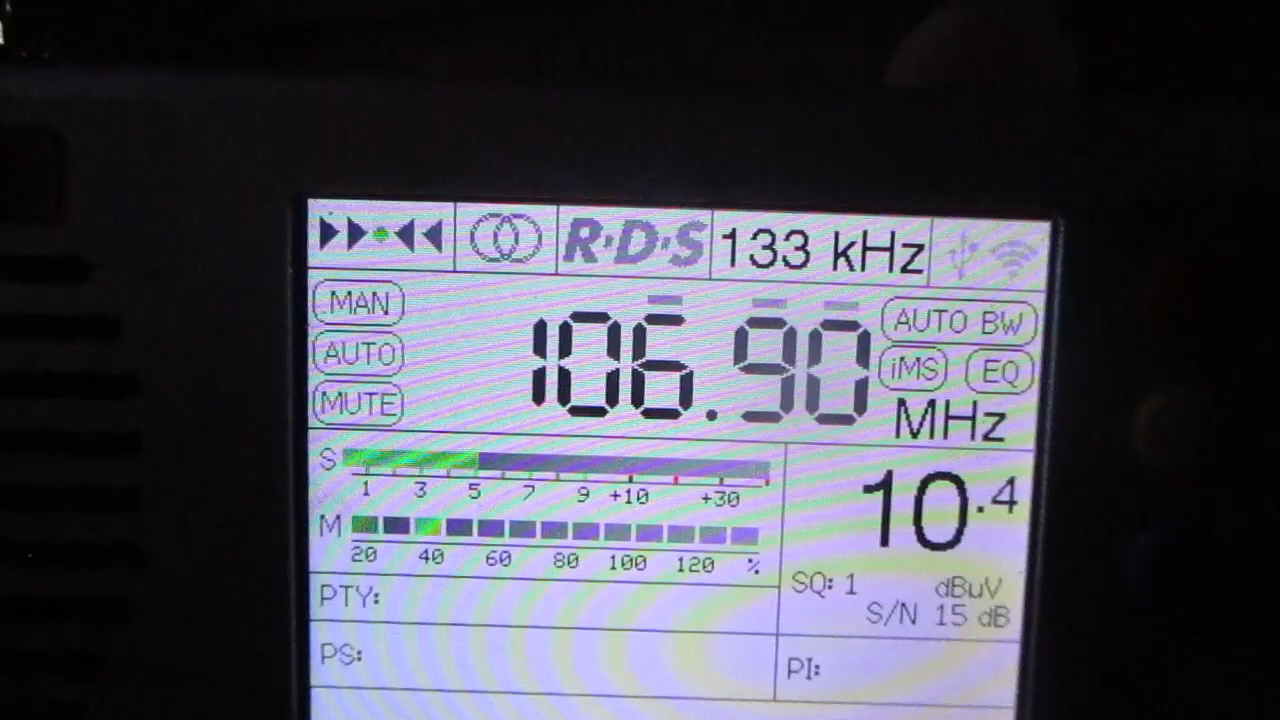 R·D·S 133 kHz
MAN
AUTO
MUTE
106.90
AUTO BW
iMS EQ
MHz
S
1 3 5 7 9 +10 +30
M
20 40 60 80 100 120 %
10.4
SQ: 1 dBuV
S/N 15 dB
PTY:
PS:
PI: